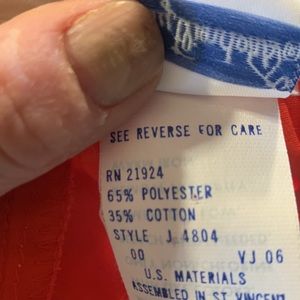 SEE REVERSE FOR CARE
RN 21924
65% POLYESTER
35% COTTON
STYLE J 4804
00 VJ 06
U.S. MATERIALS
ASSEMBLED IN ST. VINCENT